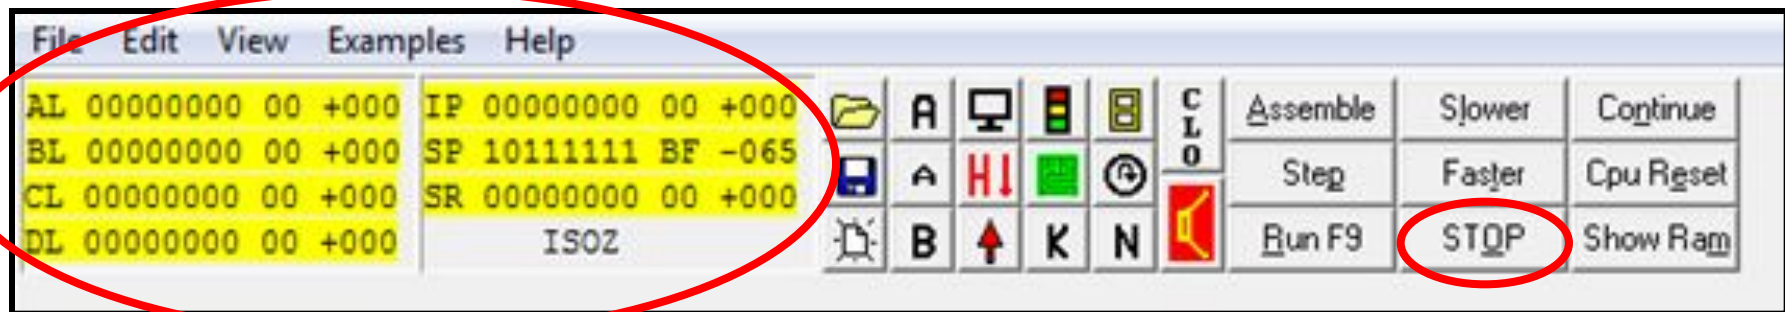 File Edit View Examples Help
AL 00000000 00 +000 IP 00000000 00 +000 A CLO Assemble Slower Continue
BL 00000000 00 +000 SP 10111111 BF -065 A H Step Faster Cpu Reset
CL 00000000 00 +000 SR 00000000 00 +000
DL 00000000 00 +000 ISOZ B K N Run F9 STOP Show Ram